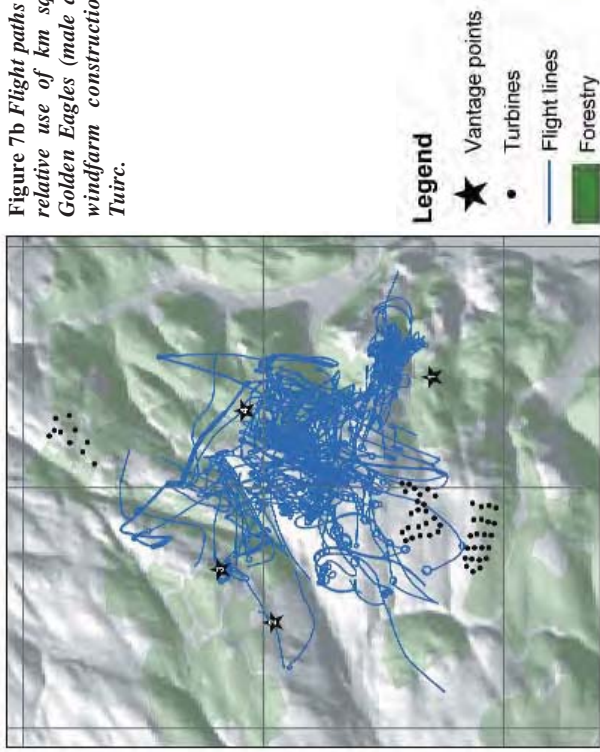 Figure 7b Flight paths
relative use of km sq
Golden Eagles (male a
windfarm constructio
Tuirc.
Legend
Vantage points
Turbines
Flight lines
Forestry